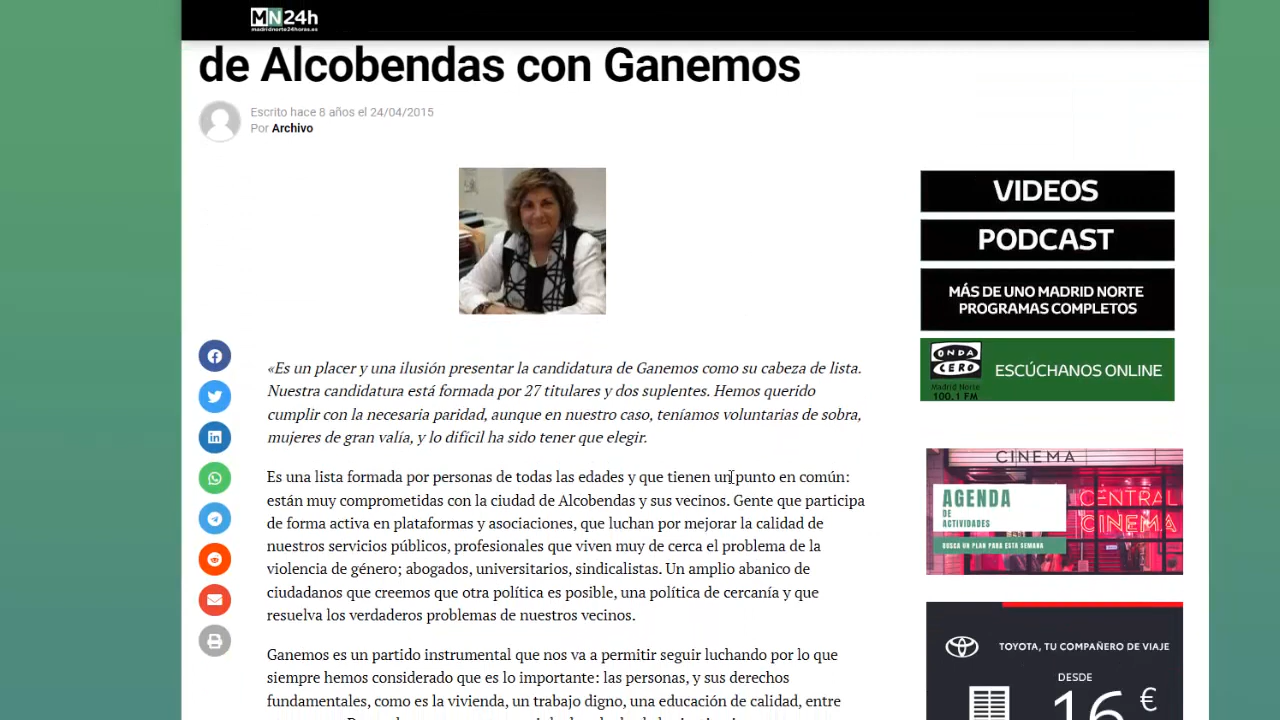 MN24h
madridnorte24horas.es
de Alcobendas con Ganemos
Escrito hace 8 años el 24/04/2015
Por Archivo
VIDEOS
PODCAST
MÁS DE UNO MADRID NORTE
PROGRAMAS COMPLETOS
ONDA
CERO
Madrid Norte
100.1 FM
ESCÚCHANOS ONLINE
«Es un placer y una ilusión presentar la candidatura de Ganemos como su cabeza de lista.
Nuestra candidatura está formada por 27 titulares y dos suplentes. Hemos querido
cumplir con la necesaria paridad, aunque en nuestro caso, teníamos voluntarias de sobra,
mujeres de gran valía, y lo difícil ha sido tener que elegir.
Es una lista formada por personas de todas las edades y que tienen un punto en común:
están muy comprometidas con la ciudad de Alcobendas y sus vecinos. Gente que participa
de forma activa en plataformas y asociaciones, que luchan por mejorar la calidad de
nuestros servicios públicos, profesionales que viven muy de cerca el problema de la
violencia de género; abogados, universitarios, sindicalistas. Un amplio abanico de
ciudadanos que creemos que otra política es posible, una política de cercanía y que
resuelva los verdaderos problemas de nuestros vecinos.
Ganemos es un partido instrumental que nos va a permitir seguir luchando por lo que
siempre hemos considerado que es lo importante: las personas, y sus derechos
fundamentales, como es la vivienda, un trabajo digno, una educación de calidad, entre
CINEMA
AGENDA
DE
ACTIVIDADES
BUSCA UN PLAN PARA ESTA SEMANA
CENTRAL
CINEMA
TOYOTA, TU COMPAÑERO DE VIAJE
DESDE
16 €